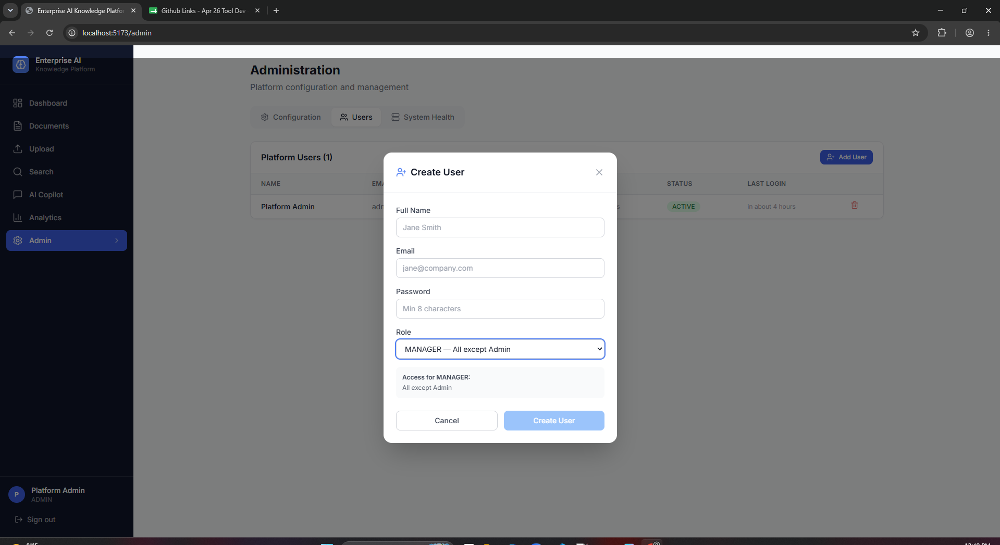 Enterprise AI Knowledge Platfo
Github Links - Apr 26 Tool Dev
localhost:5173/admin
Enterprise AI
Knowledge Platform
Dashboard
Documents
Upload
Search
AI Copilot
Analytics
Admin
P
Platform Admin
ADMIN
Sign out
Administration
Platform configuration and management
Configuration
Users
System Health
Platform Users (1)
Add User
NAME
EMA
STATUS
LAST LOGIN
Platform Admin
adm
s
ACTIVE
in about 4 hours
Create User
Full Name
Jane Smith
Email
jane@company.com
Password
Min 8 characters
Role
MANAGER — All except Admin
Access for MANAGER:
All except Admin
Cancel
Create User